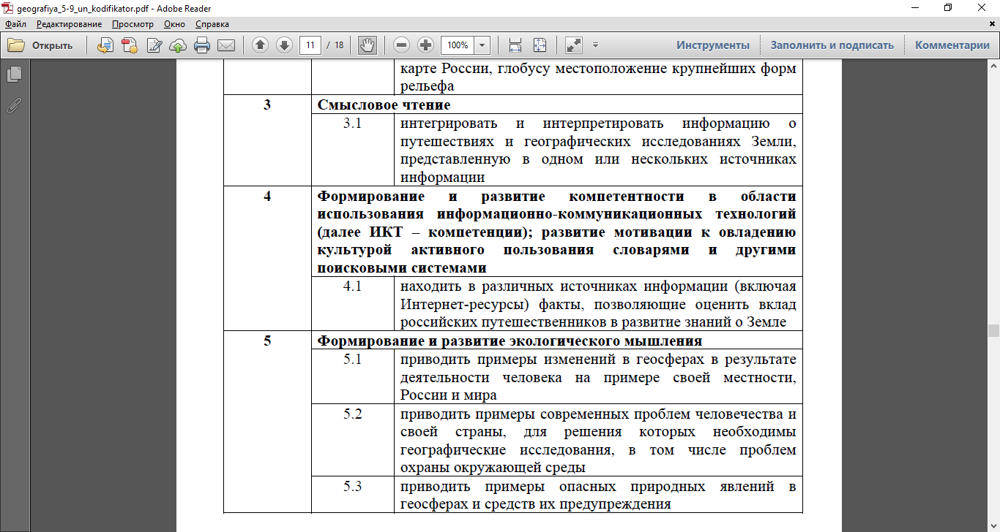 geografiya_5-9_un_kodifikator.pdf - Adobe Reader
Файл Редактирование Просмотр Окно Справка
Открыть 11 / 18 100% Инструменты Заполнить и подписать Комментарии
карте России, глобусу местоположение крупнейших форм
рельефа
3 Смысловое чтение
3.1 интегрировать и интерпретировать информацию о
путешествиях и географических исследованиях Земли,
представленную в одном или нескольких источниках
информации
4 Формирование и развитие компетентности в области
использования информационно-коммуникационных технологий
(далее ИКТ – компетенции); развитие мотивации к овладению
культурой активного пользования словарями и другими
поисковыми системами
4.1 находить в различных источниках информации (включая
Интернет-ресурсы) факты, позволяющие оценить вклад
российских путешественников в развитие знаний о Земле
5 Формирование и развитие экологического мышления
5.1 приводить примеры изменений в геосферах в результате
деятельности человека на примере своей местности,
России и мира
5.2 приводить примеры современных проблем человечества и
своей страны, для решения которых необходимы
географические исследования, в том числе проблем
охраны окружающей среды
5.3 приводить примеры опасных природных явлений в
геосферах и средств их предупреждения